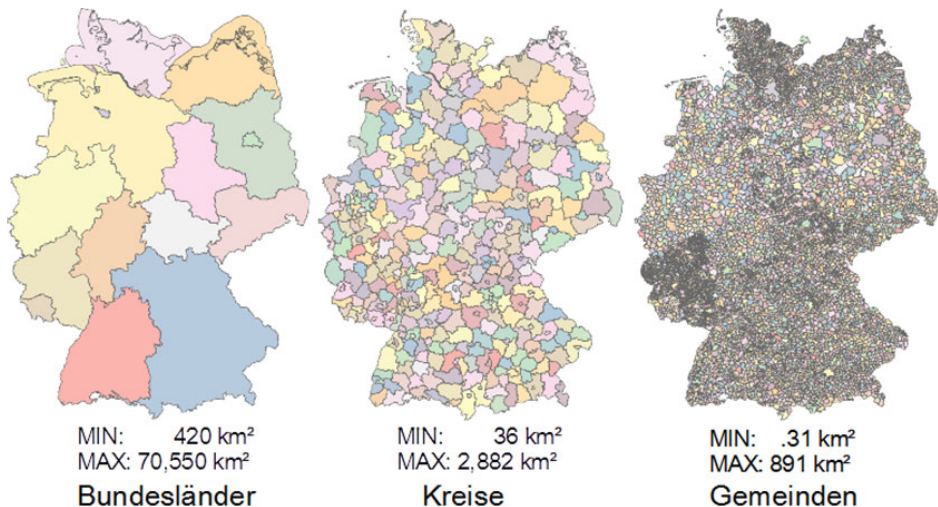 MIN: 420 km²
MAX: 70,550 km²
Bundesländer
MIN: 36 km²
MAX: 2,882 km²
Kreise
MIN: .31 km²
MAX: 891 km²
Gemeinden